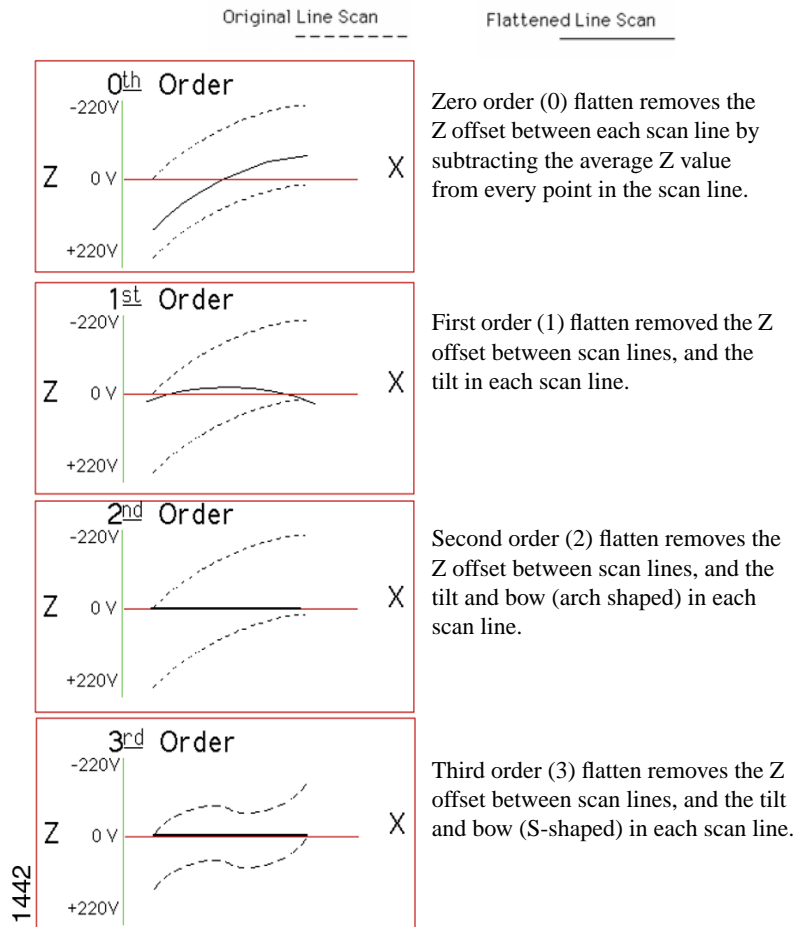 Original Line Scan
Flattened Line Scan
0th Order
-220V
Z 0 V X
+220V
Zero order (0) flatten removes the
Z offset between each scan line by
subtracting the average Z value
from every point in the scan line.
1st Order
-220V
Z 0 V X
+220V
First order (1) flatten removed the Z
offset between scan lines, and the
tilt in each scan line.
2nd Order
-220V
Z 0 V X
+220V
Second order (2) flatten removes the
Z offset between scan lines, and the
tilt and bow (arch shaped) in each
scan line.
3rd Order
-220V
Z 0 V X
+220V
Third order (3) flatten removes the Z
offset between scan lines, and the tilt
and bow (S-shaped) in each scan line.
1442